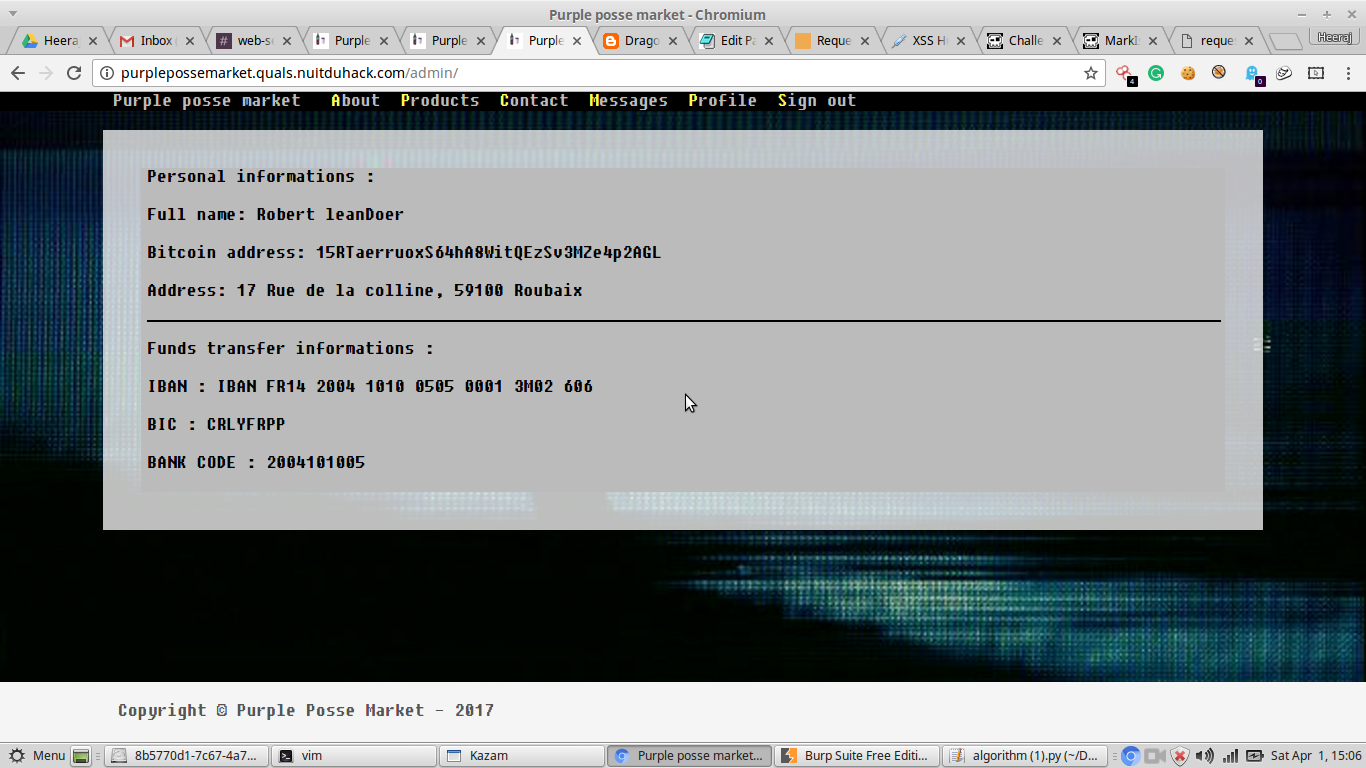 Purple posse market - Chromium
Heeraj
Inbox
web-s
Purple
Purple
Purple
Drago
Edit Pa
Reque
XSS H
Challe
MarkI
reque
Heeraj
purplepossemarket.quals.nuitduhack.com/admin/
4
0
Purple posse market About Products Contact Messages Profile Sign out
Personal informations :
Full name: Robert leanDoer
Bitcoin address: 15RTaerruoxS64hA8WitQEzSv3MZe4p2AGL
Address: 17 Rue de la colline, 59100 Roubaix
Funds transfer informations :
IBAN : IBAN FR14 2004 1010 0505 0001 3M02 606
BIC : CRLYFRPP
BANK CODE : 2004101005
Copyright © Purple Posse Market - 2017
Menu 8b5770d1-7c67-4a7... vim Kazam Purple posse market... Burp Suite Free Editi... algorithm (1).py (~/D... Sat Apr 1, 15:06